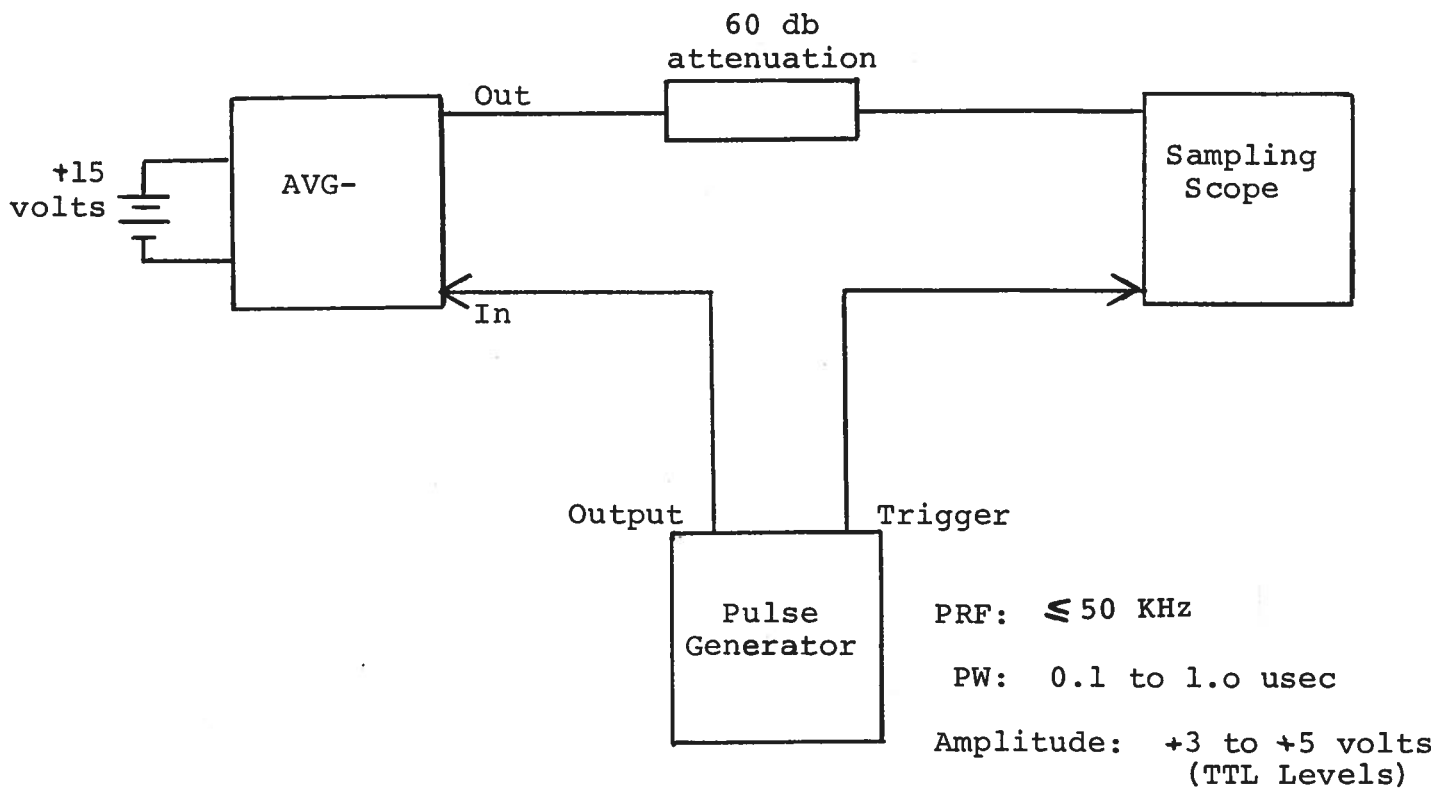 60 db
attenuation
Out
+15
volts
AVG-
Sampling
Scope
In
Output
Trigger
Pulse
Generator
PRF: ≤ 50 KHz
PW: 0.1 to 1.o usec
Amplitude: +3 to +5 volts
(TTL Levels)